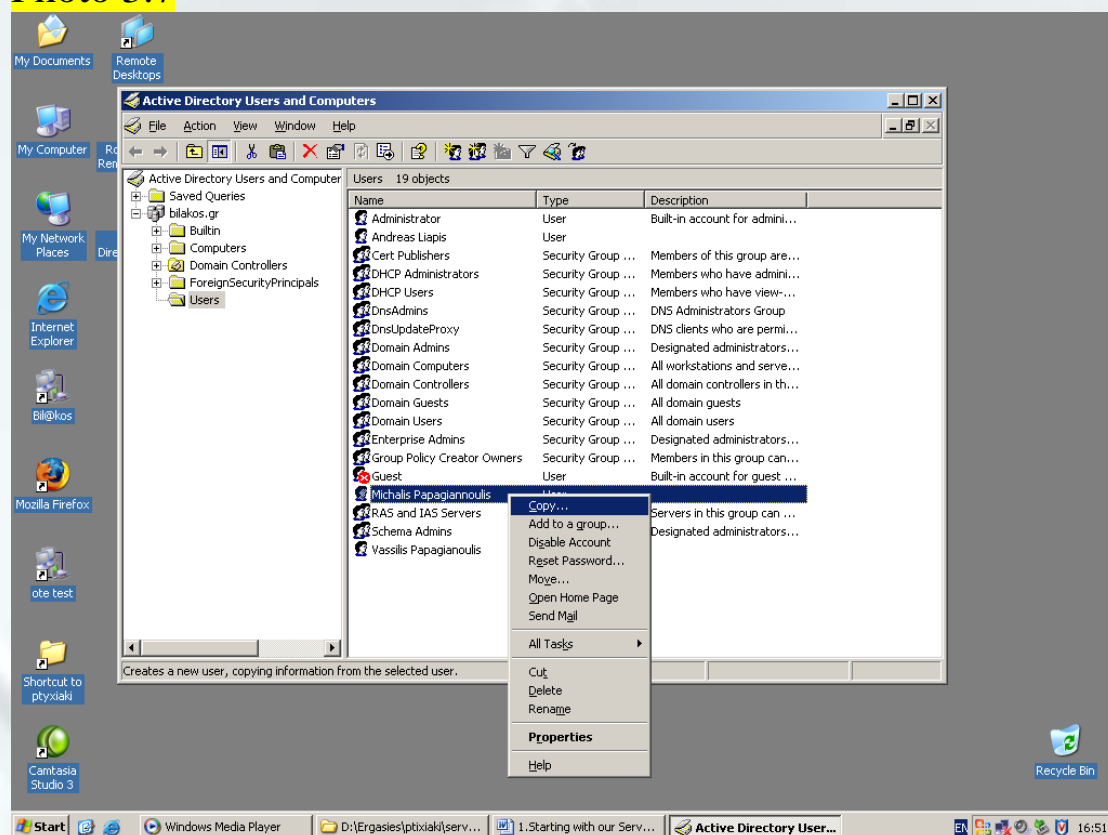 My Documents
Remote
Desktops
My Computer
My Network
Places
Internet
Explorer
Bil@kos
Mozilla Firefox
ote test
Shortcut to
ptyxiaki
Camtasia
Studio 3
Recycle Bin
Active Directory Users and Computers
File Action View Window Help
Active Directory Users and Computer
Saved Queries
bilakos.gr
Builtin
Computers
Domain Controllers
ForeignSecurityPrincipals
Users
Users 19 objects
Name Type Description
Administrator User Built-in account for admini...
Andreas Liapis User
Cert Publishers Security Group ... Members of this group are...
DHCP Administrators Security Group ... Members who have admini...
DHCP Users Security Group ... Members who have view-...
DnsAdmins Security Group ... DNS Administrators Group
DnsUpdateProxy Security Group ... DNS clients who are permi...
Domain Admins Security Group ... Designated administrators...
Domain Computers Security Group ... All workstations and serve...
Domain Controllers Security Group ... All domain controllers in th...
Domain Guests Security Group ... All domain guests
Domain Users Security Group ... All domain users
Enterprise Admins Security Group ... Designated administrators...
Group Policy Creator Owners Security Group ... Members in this group can...
Guest User Built-in account for guest ...
Michalis Papagiannoulis
RAS and IAS Servers Servers in this group can ...
Schema Admins Designated administrators...
Vassilis Papagianoulis
Copy...
Add to a group...
Disable Account
Reset Password...
Move...
Open Home Page
Send Mail
All Tasks
Cut
Delete
Rename
Properties
Help
Creates a new user, copying information from the selected user.
Start Windows Media Player D:\Ergasies\ptixiaki\serv... 1.Starting with our Serv... Active Directory User... EN 16:51